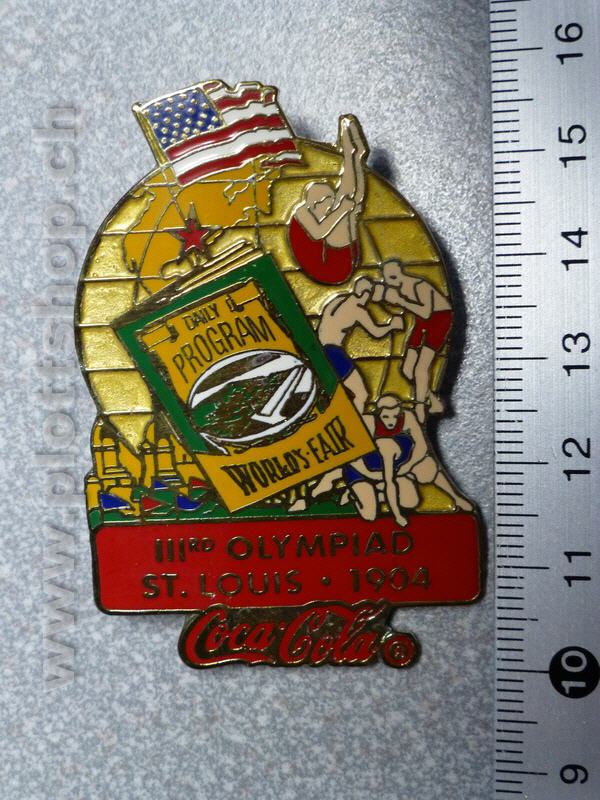 DAILY
PROGRAM
WORLD'S·FAIR
IIIRD OLYMPIAD
ST. LOUIS · 1904
Coca-Cola ®
www.plottshop.ch
16
15
14
13
12
11
10
9